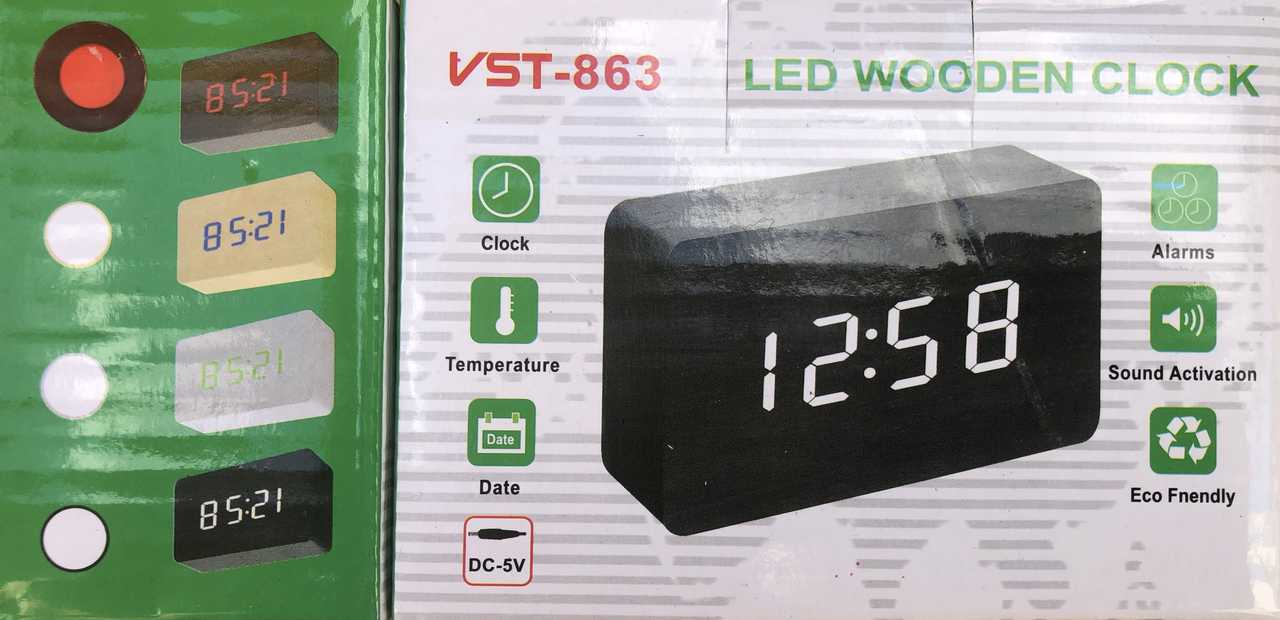 85:21
85:21
85:21
85:21
VST-863
LED WOODEN CLOCK
Clock
Temperature
Date
Date
DC-5V
12:58
Alarms
Sound Activation
Eco Fnendly